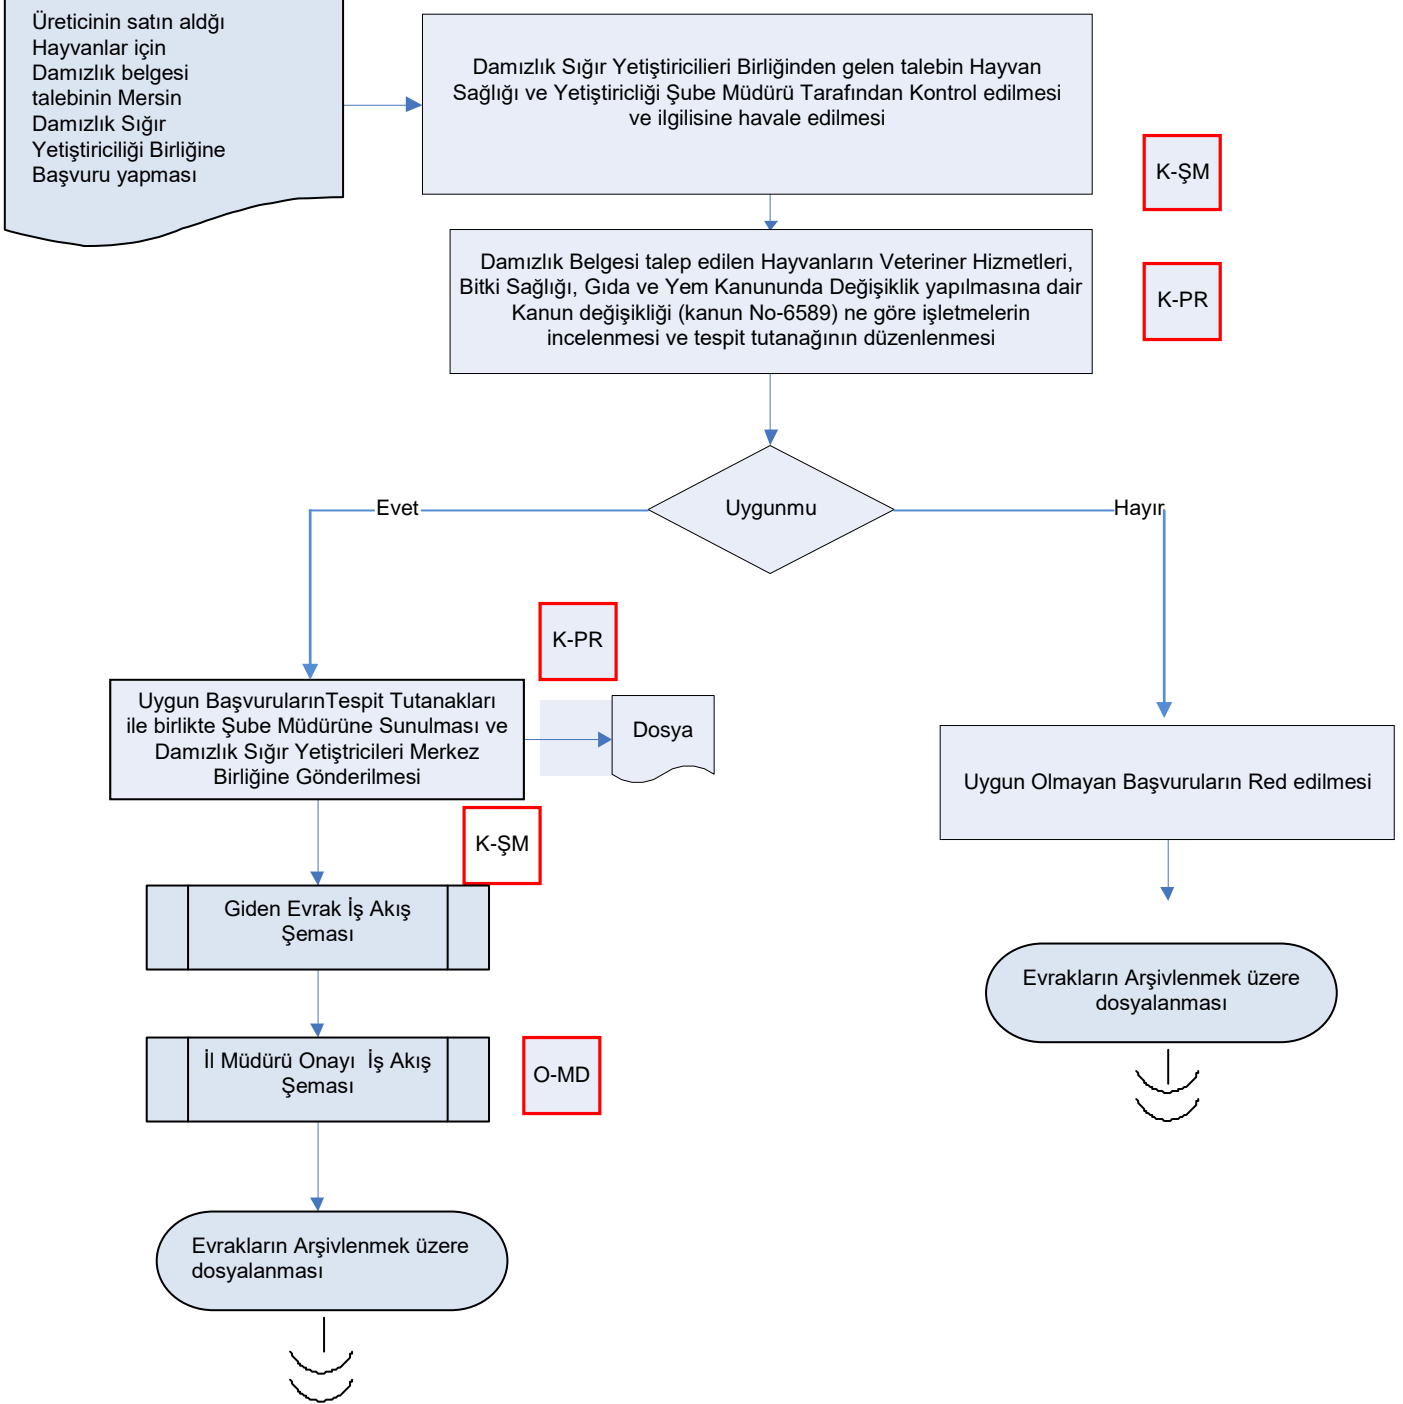 Üreticinin satın aldğı
Hayvanlar için
Damızlık belgesi
talebinin Mersin
Damızlık Sığır
Yetiştiriciliği Birliğine
Başvuru yapması
Damızlık Sığır Yetiştiricilieri Birliğinden gelen talebin Hayvan
Sağlığı ve Yetiştiricliği Şube Müdürü Tarafından Kontrol edilmesi
ve ilgilisine havale edilmesi
K-ŞM
Damızlık Belgesi talep edilen Hayvanların Veteriner Hizmetleri,
Bitki Sağlığı, Gıda ve Yem Kanununda Değişiklik yapılmasına dair
Kanun değişikliği (kanun No-6589) ne göre işletmelerin
incelenmesi ve tespit tutanağının düzenlenmesi
K-PR
Uygunmu
Evet
Hayır
K-PR
Uygun BaşvurularınTespit Tutanakları
ile birlikte Şube Müdürüne Sunulması ve
Damızlık Sığır Yetiştricileri Merkez
Birliğine Gönderilmesi
Dosya
Uygun Olmayan Başvuruların Red edilmesi
K-ŞM
Giden Evrak İş Akış
Şeması
Evrakların Arşivlenmek üzere
dosyalanması
İl Müdürü Onayı  İş Akış
Şeması
O-MD
Evrakların Arşivlenmek üzere
dosyalanması